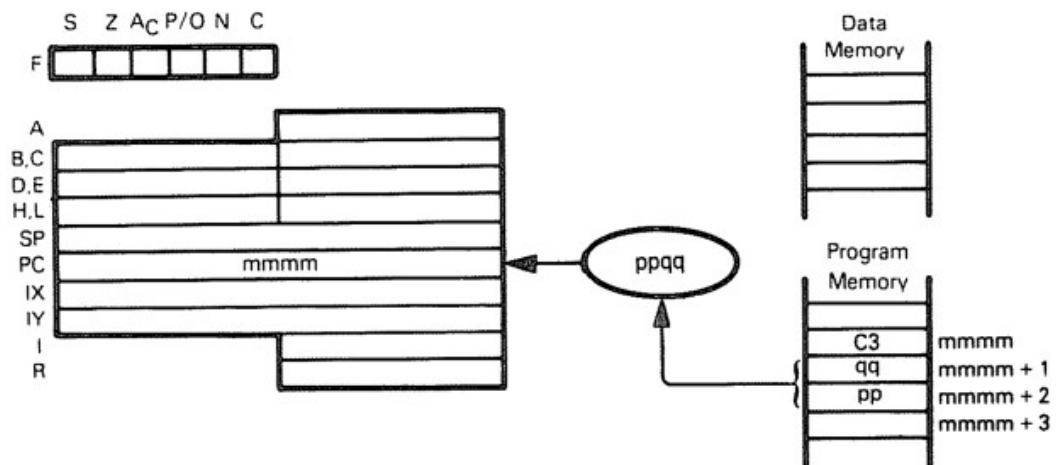 S Z AC P/O N C
F
A
B,C
D,E
H,L
SP
PC mmmm
IX
IY
I
R
ppqq
Data
Memory
Program
Memory
C3 mmmm
qq mmmm + 1
pp mmmm + 2
mmmm + 3